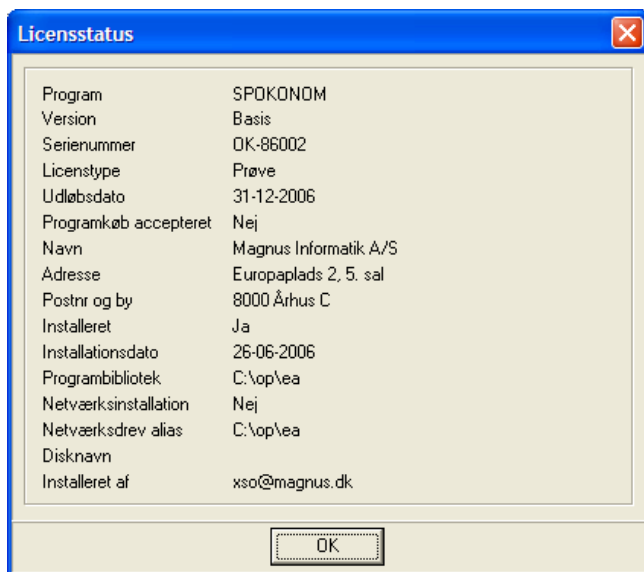 Licensstatus
Program SPOKONOM
Version Basis
Serienummer OK-86002
Licenstype Prøve
Udløbsdato 31-12-2006
Programkøb accepteret Nej
Navn Magnus Informatik A/S
Adresse Europaplads 2, 5. sal
Postnr og by 8000 Århus C
Installeret Ja
Installationsdato 26-06-2006
Programbibliotek C:\op\ea
Netværksinstallation Nej
Netværksdrev alias C:\op\ea
Disknavn
Installeret af xso@magnus.dk
OK